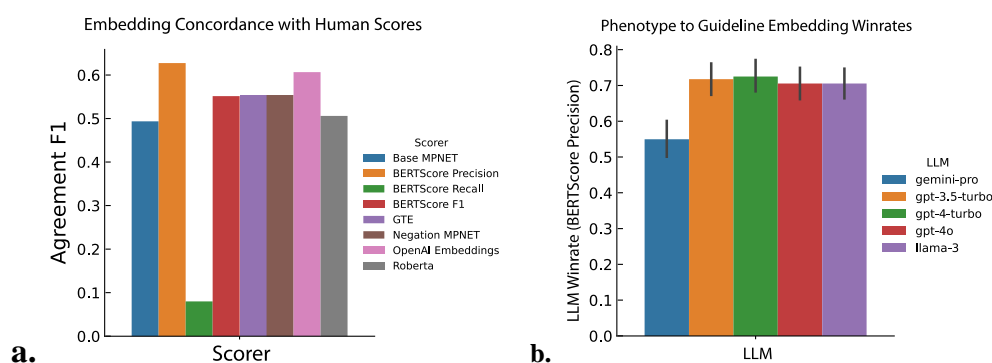 Embedding Concordance with Human Scores
Agreement F1
0.6
0.5
0.4
0.3
0.2
0.1
0.0
Scorer
Base MPNET
BERTScore Precision
BERTScore Recall
BERTScore F1
GTE
Negation MPNET
OpenAI Embeddings
Roberta
Scorer
a.
Phenotype to Guideline Embedding Winrates
LLM Winrate (BERTScore Precision)
0.8
0.7
0.6
0.5
0.4
0.3
0.2
0.1
0.0
LLM
gemini-pro
gpt-3.5-turbo
gpt-4-turbo
gpt-4o
llama-3
LLM
b.